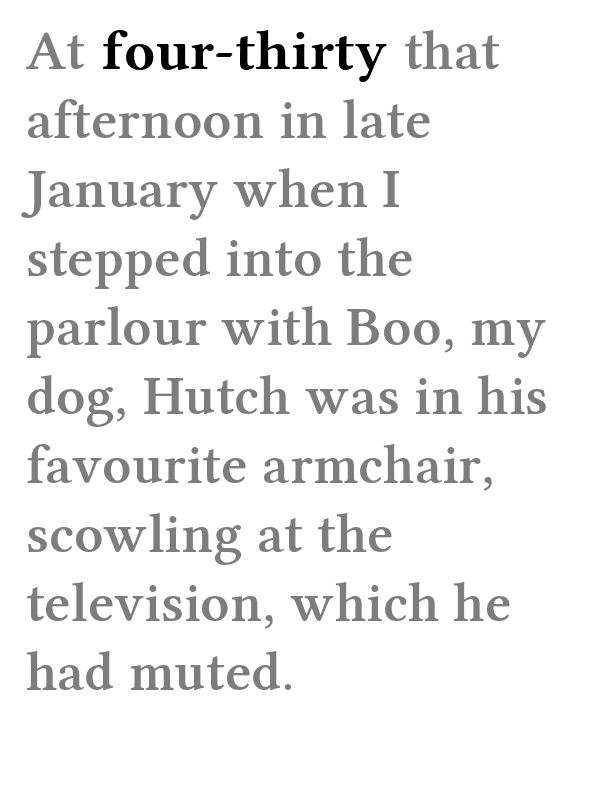 At four-thirty that
afternoon in late
January when I
stepped into the
parlour with Boo, my
dog, Hutch was in his
favourite armchair,
scowling at the
television, which he
had muted.